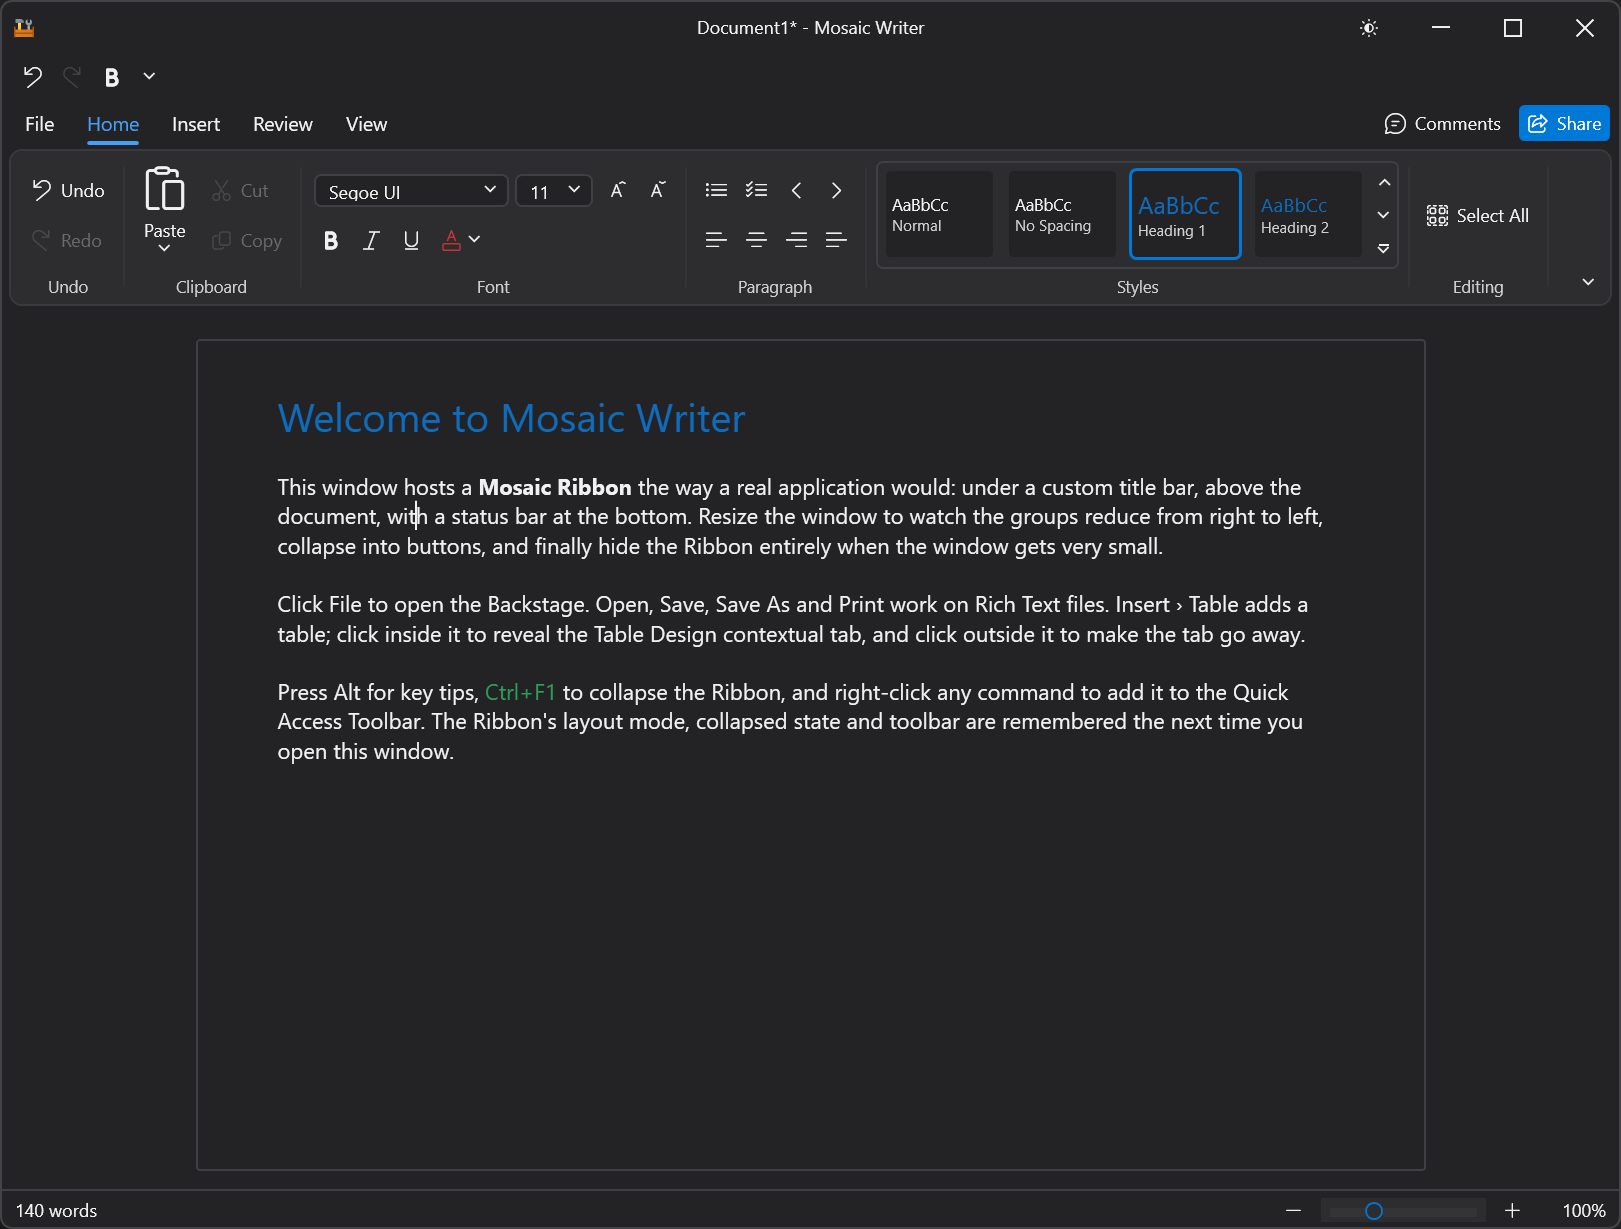 Document1* - Mosaic Writer
B
File Home Insert Review View Comments Share
Undo Redo Undo
Paste Cut Copy Clipboard
Segoe UI 11 A A
B I U A Font
Paragraph
AaBbCc Normal
AaBbCc No Spacing
AaBbCc Heading 1
AaBbCc Heading 2
Styles
Select All
Editing
Welcome to Mosaic Writer
This window hosts a Mosaic Ribbon the way a real application would: under a custom title bar, above the
document, with a status bar at the bottom. Resize the window to watch the groups reduce from right to left,
collapse into buttons, and finally hide the Ribbon entirely when the window gets very small.
Click File to open the Backstage. Open, Save, Save As and Print work on Rich Text files. Insert › Table adds a
table; click inside it to reveal the Table Design contextual tab, and click outside it to make the tab go away.
Press Alt for key tips, Ctrl+F1 to collapse the Ribbon, and right-click any command to add it to the Quick
Access Toolbar. The Ribbon's layout mode, collapsed state and toolbar are remembered the next time you
open this window.
140 words
100%